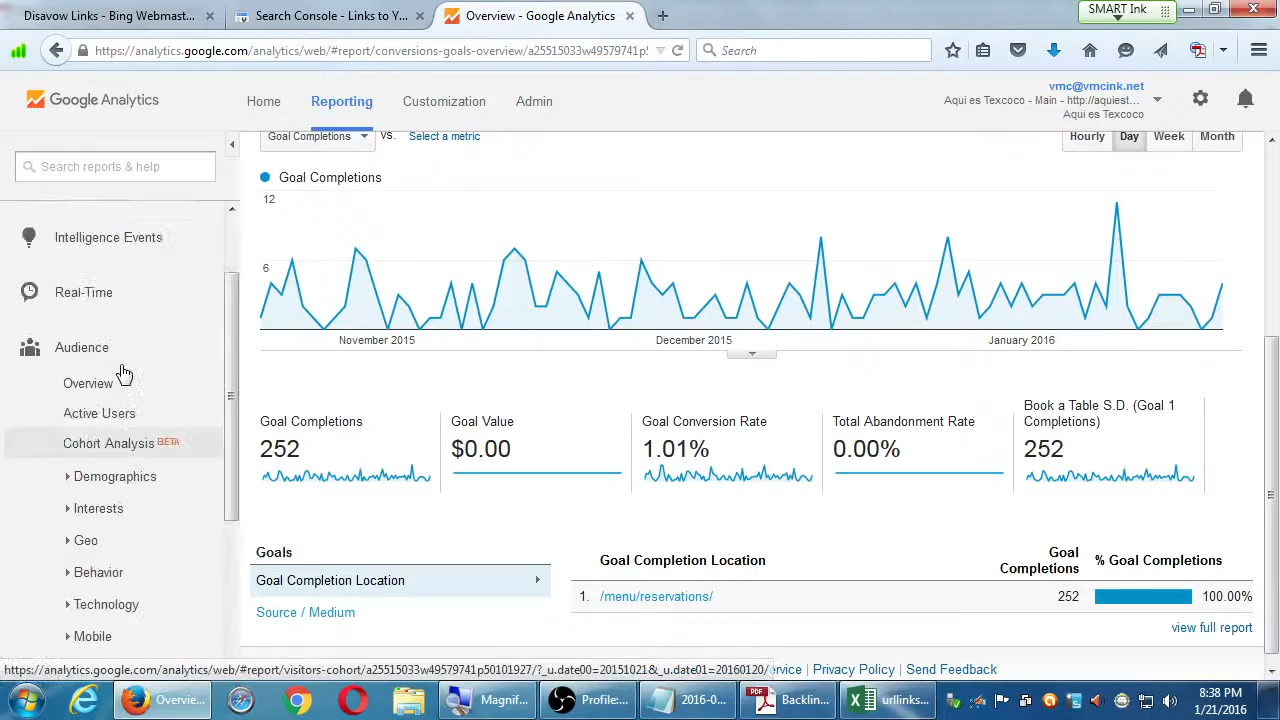 Disavow Links - Bing Webmast...
Search Console - Links to Y...
Overview - Google Analytics
SMART Ink
https://analytics.google.com/analytics/web/#report/conversions-goals-overview/a25515033w49579741p5
Search
Google Analytics
Home
Reporting
Customization
Admin
vmc@vmcink.net
Aqui es Texcoco - Main - http://aquiest...
Aqui es Texcoco
Search reports & help
Intelligence Events
Real-Time
Audience
Overview
Active Users
Cohort Analysis BETA
Demographics
Interests
Geo
Behavior
Technology
Mobile
Goal Completions
vs.
Select a metric
Hourly
Day
Week
Month
Goal Completions
12
6
November 2015
December 2015
January 2016
Goal Completions
252
Goal Value
$0.00
Goal Conversion Rate
1.01%
Total Abandonment Rate
0.00%
Book a Table S.D. (Goal 1
Completions)
252
Goals
Goal Completion Location
Source / Medium
Goal Completion Location
Goal
Completions
% Goal Completions
1.
/menu/reservations/
252
100.00%
view full report
https://analytics.google.com/analytics/web/#report/visitors-cohort/a25515033w49579741p50101927/?_u.date00=20151021&_u.date01=20160120/
ervice | Privacy Policy | Send Feedback
Overvie...
Magnif...
Profile:...
2016-0...
PDF
Backlin...
urllinks...
8:38 PM
1/21/2016